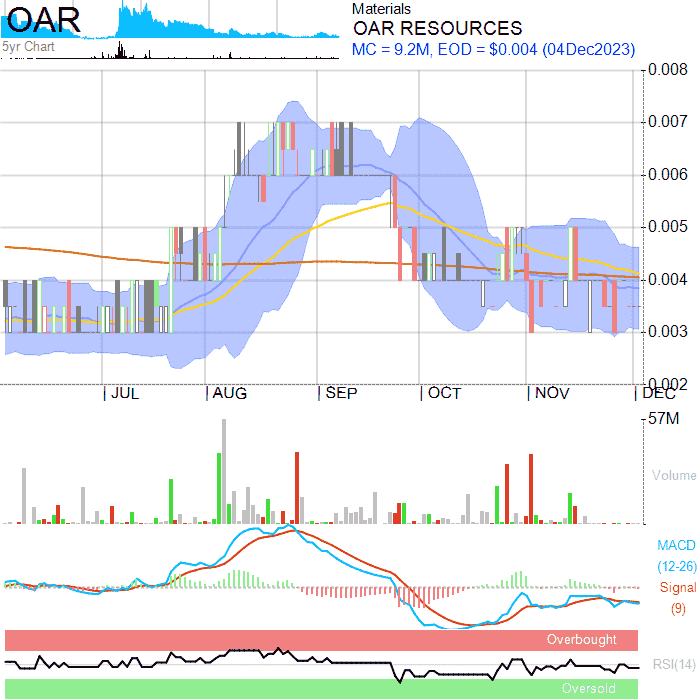 OAR
5yr Chart
Materials
OAR RESOURCES
MC = 9.2M, EOD = $0.004 (04Dec2023)
0.008
0.007
0.006
0.005
0.004
0.003
0.002
JUL AUG SEP OCT NOV DEC
57M
Volume
MACD
(12-26)
Signal
(9)
Overbought
RSI(14)
Oversold